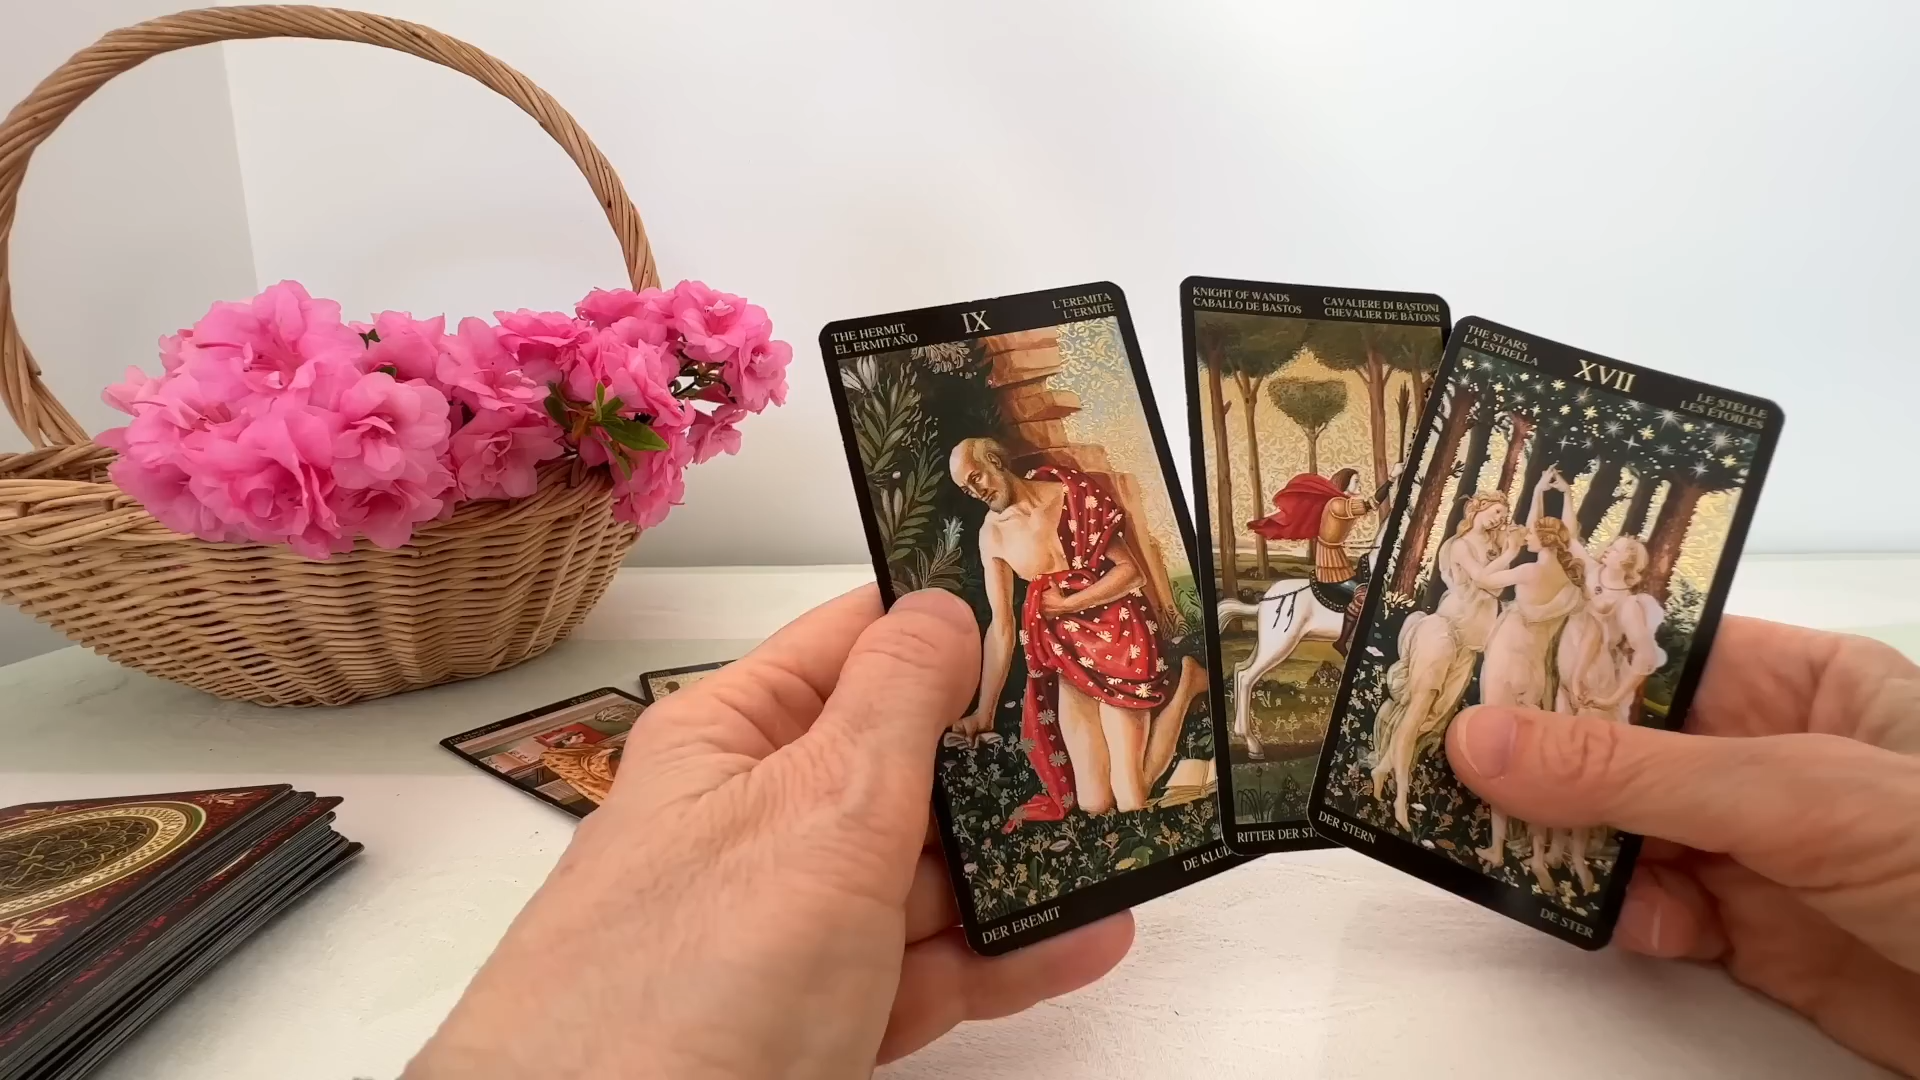 THE HERMIT
EL ERMITAÑO
IX
L'EREMITA
L'ERMITE
DER EREMIT
KNIGHT OF WANDS
CABALLO DE BASTOS
CAVALIERE DI BASTONI
CHEVALIER DE BÂTONS
RITTER DER
THE STARS
LA ESTRELLA
XVII
LE STELLE
LES ÉTOILES
DER STERN
DE STER